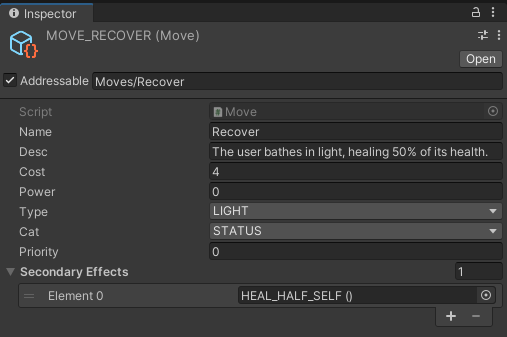 Inspector
MOVE_RECOVER (Move)
Open
Addressable Moves/Recover
Script Move
Name Recover
Desc The user bathes in light, healing 50% of its health.
Cost 4
Power 0
Type LIGHT
Cat STATUS
Priority 0
Secondary Effects 1
Element 0 HEAL_HALF_SELF ()